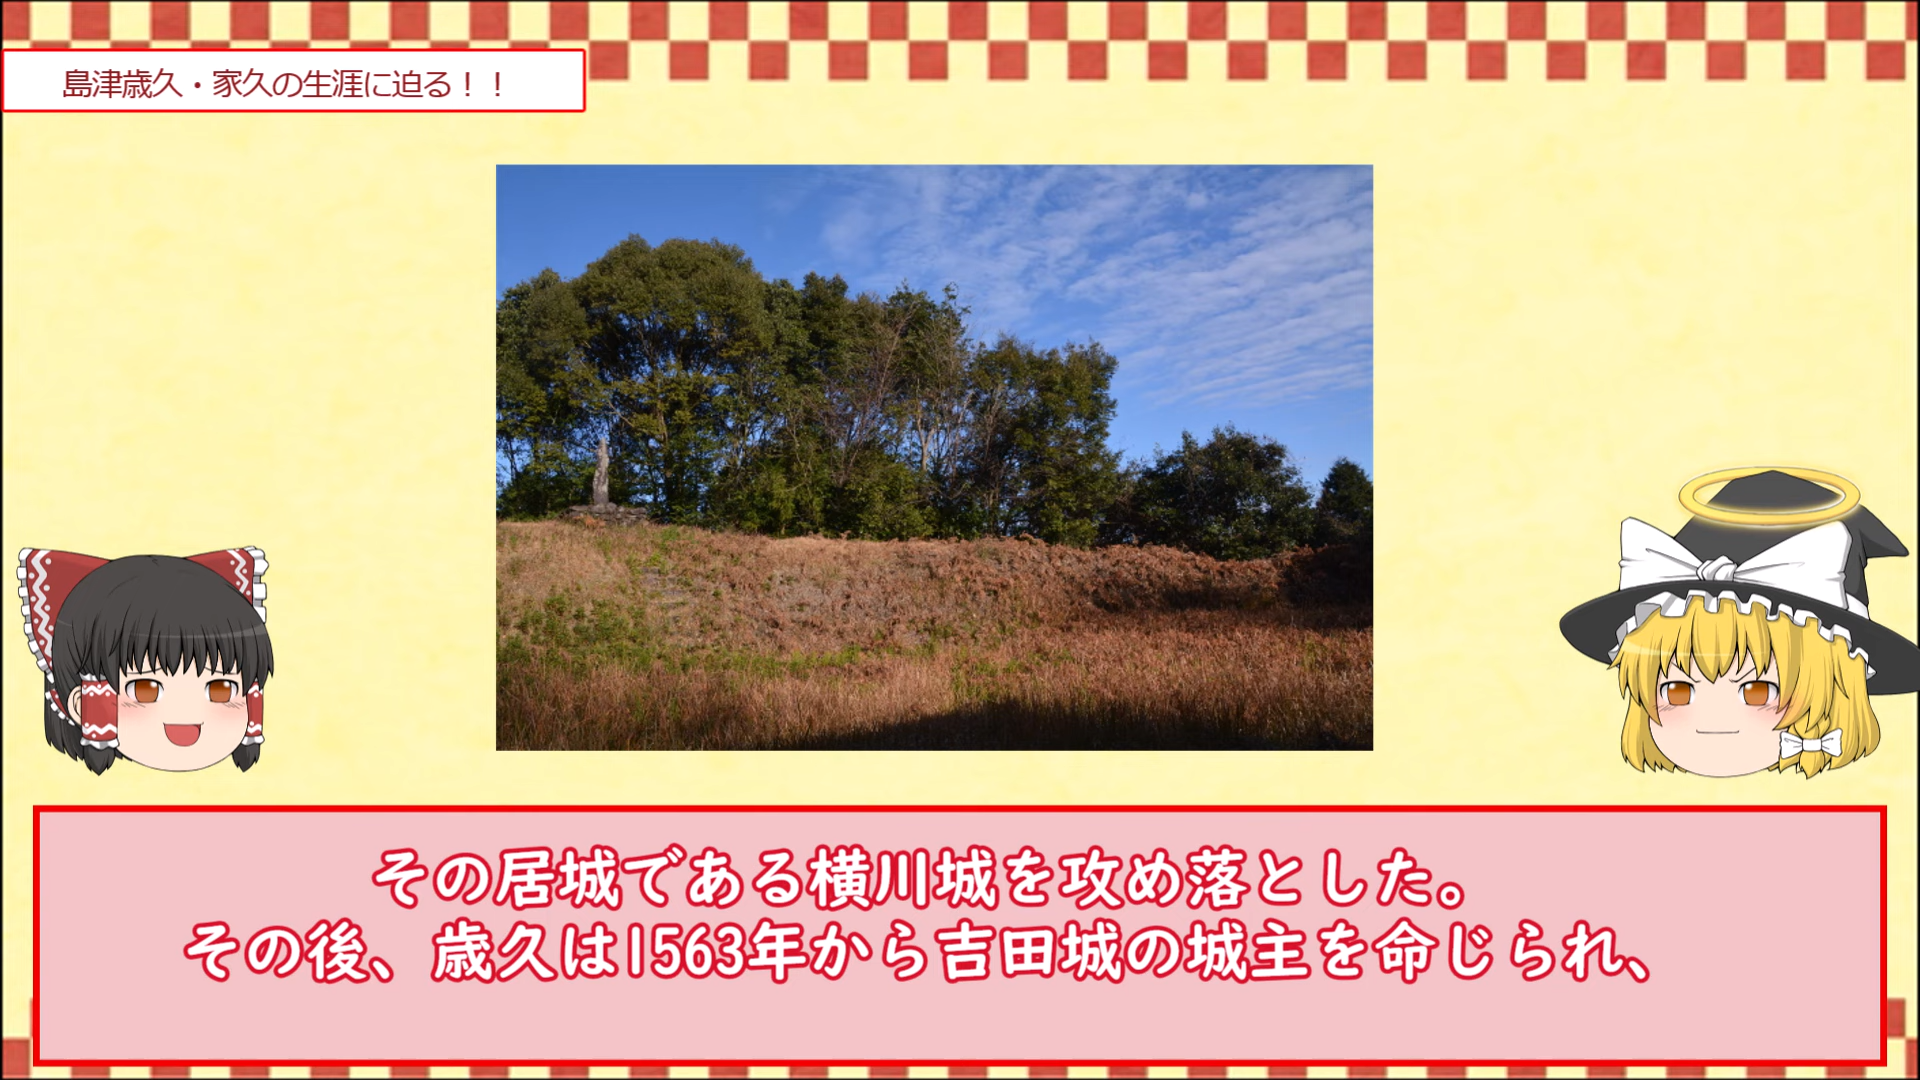 島津歳久・家久の生涯に迫る！！
その居城である横川城を攻め落とした。
その後、歳久は1563年から吉田城の城主を命じられ、